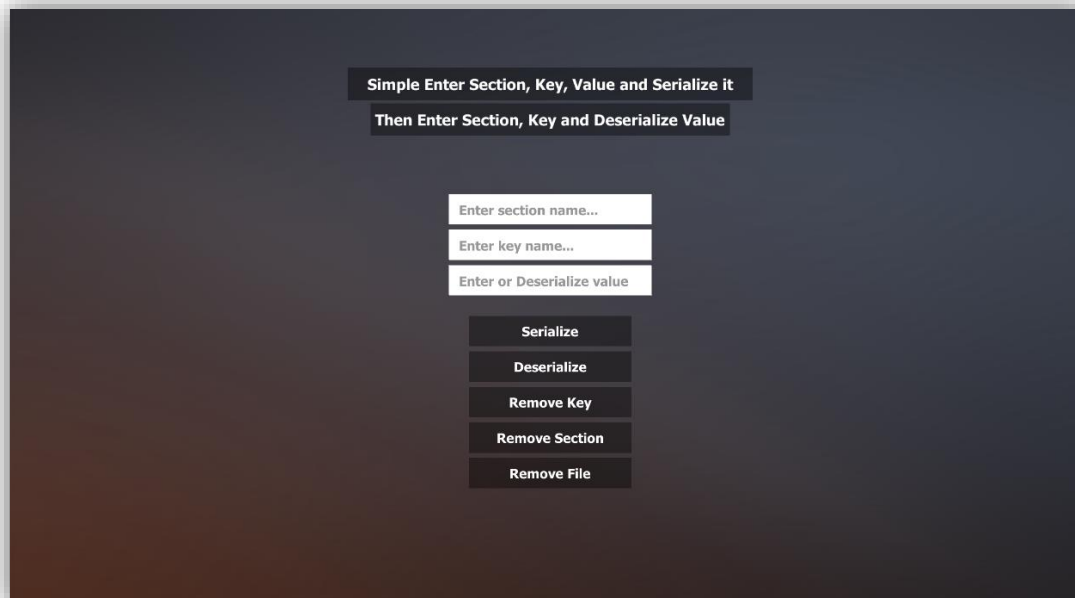 Simple Enter Section, Key, Value and Serialize it
Then Enter Section, Key and Deserialize Value
Enter section name...
Enter key name...
Enter or Deserialize value
Serialize
Deserialize
Remove Key
Remove Section
Remove File